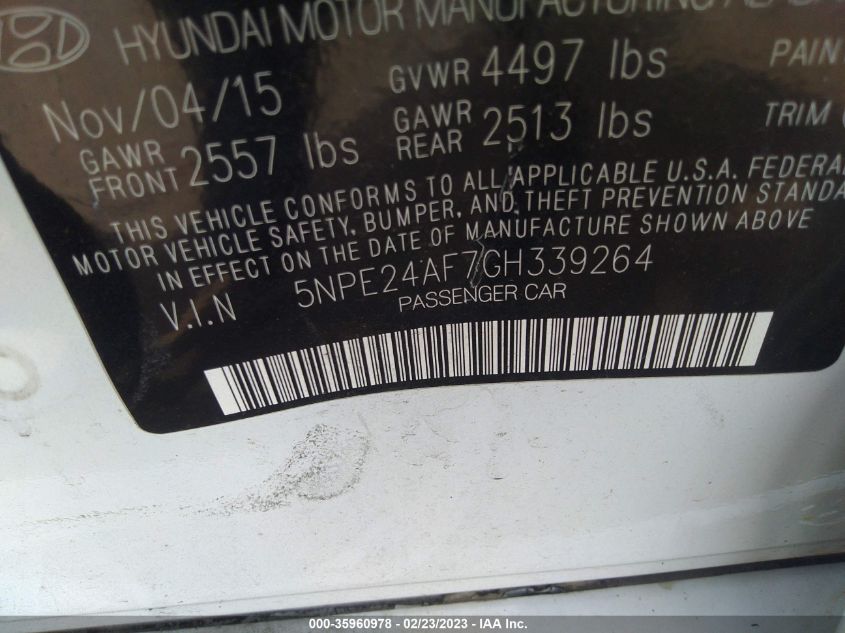 HYUNDAI MOTOR MANUFACTURING
Nov/04/15 GVWR 4497 lbs PAIN
GAWR FRONT 2557 lbs GAWR REAR 2513 lbs TRIM
THIS VEHICLE CONFORMS TO ALL APPLICABLE U.S.A. FEDERAL
MOTOR VEHICLE SAFETY, BUMPER, AND THEFT PREVENTION STANDA
IN EFFECT ON THE DATE OF MANUFACTURE SHOWN ABOVE
V.I.N 5NPE24AF7GH339264
PASSENGER CAR
000-35960978 - 02/23/2023 - IAA Inc.